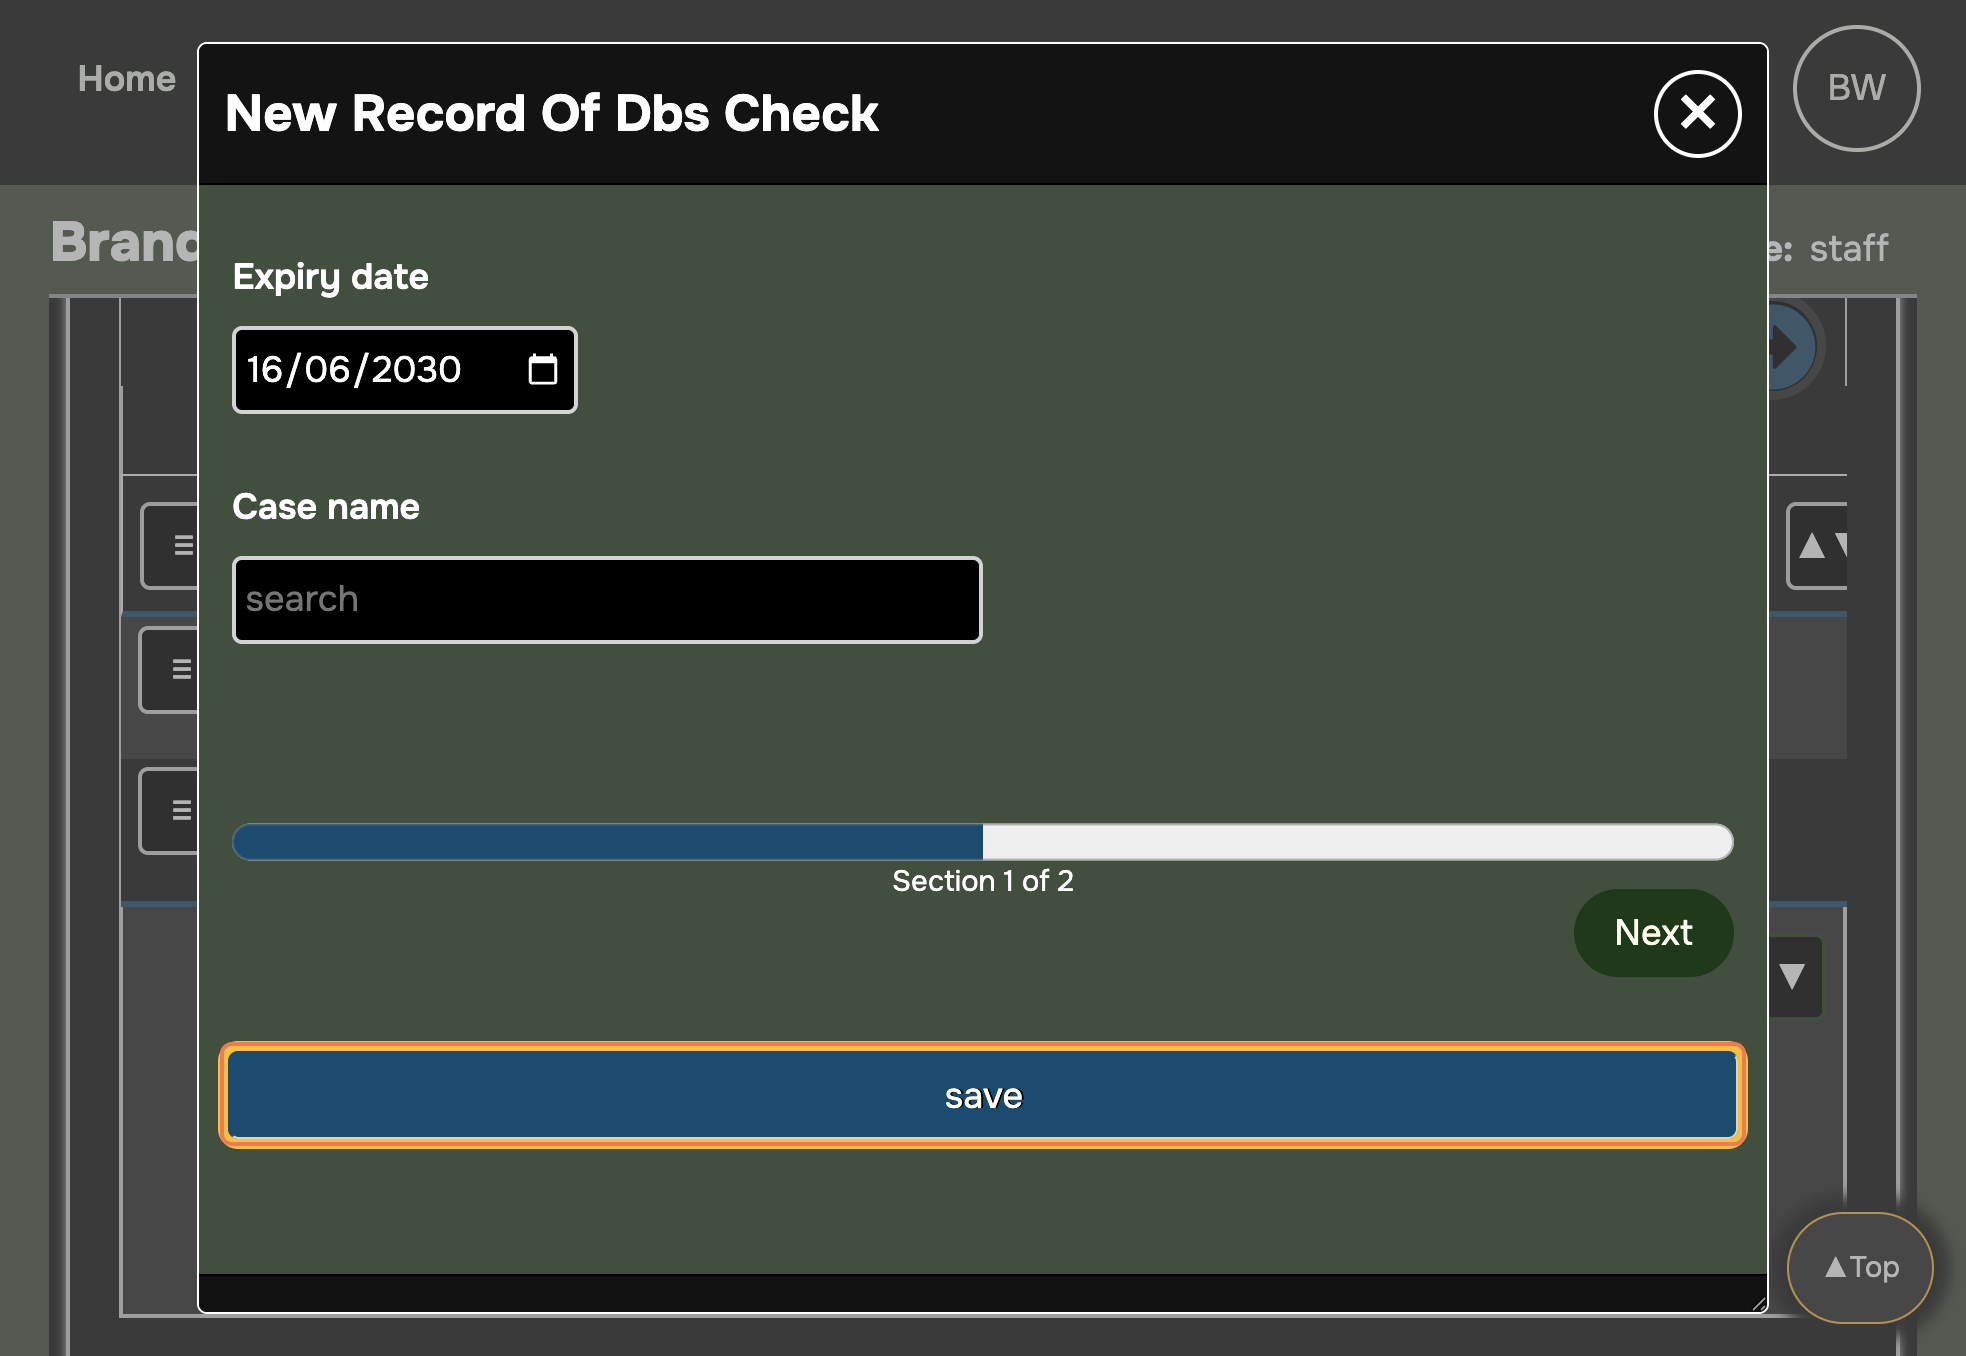 Home
New Record Of Dbs Check
BW
staff
Expiry date
16/06/2030
Case name
search
Section 1 of 2
Next
save
▲Top